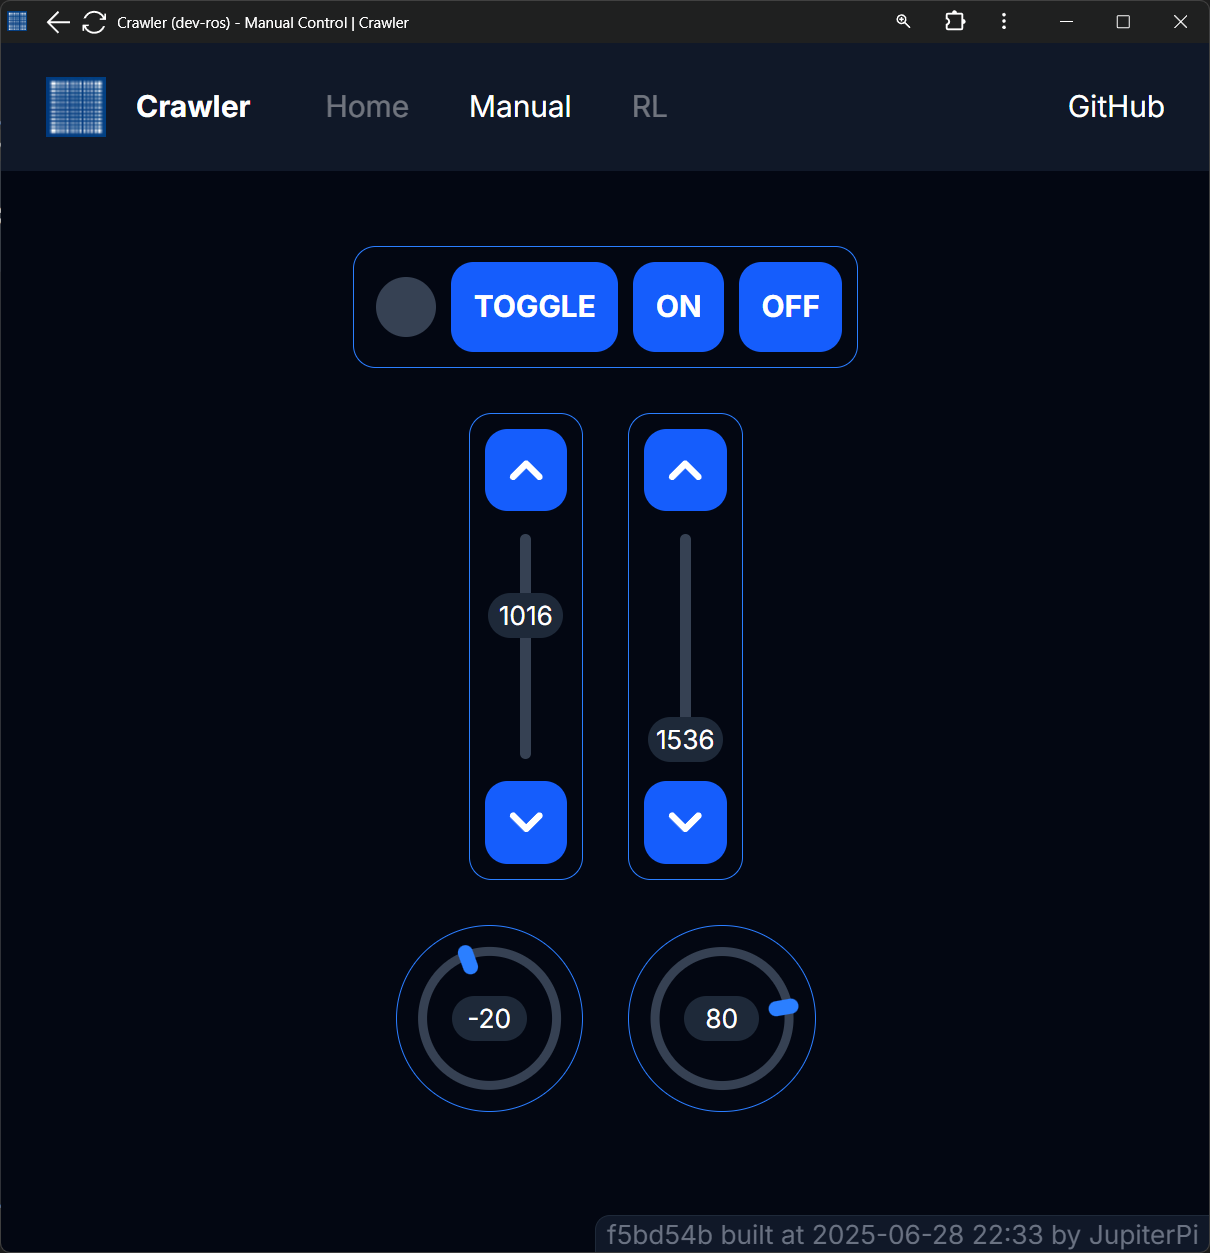 Crawler (dev-ros) - Manual Control | Crawler
Crawler Home Manual RL GitHub
TOGGLE ON OFF
1016
1536
-20 80
f5bd54b built at 2025-06-28 22:33 by JupiterPi